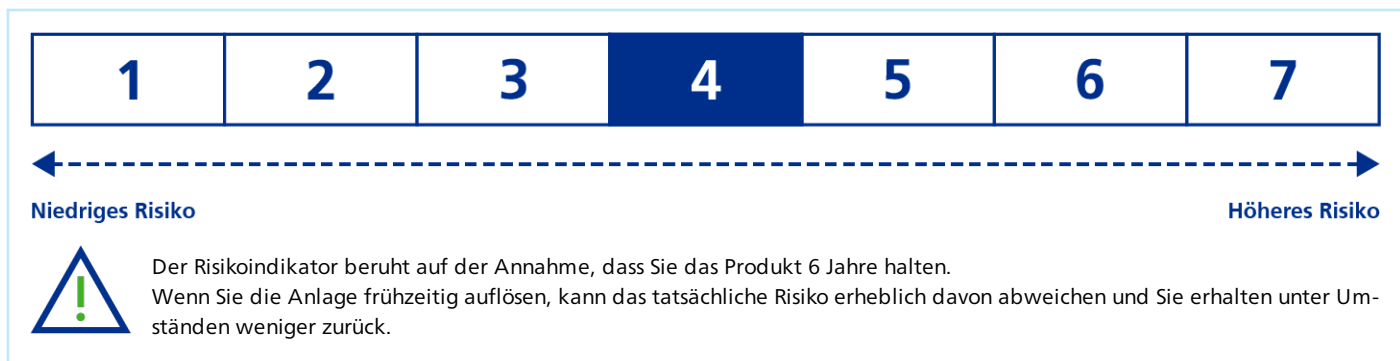 1 2 3 4 5 6 7
Niedriges Risiko Höheres Risiko
Der Risikoindikator beruht auf der Annahme, dass Sie das Produkt 6 Jahre halten.
Wenn Sie die Anlage frühzeitig auflösen, kann das tatsächliche Risiko erheblich davon abweichen und Sie erhalten unter Um-
ständen weniger zurück.